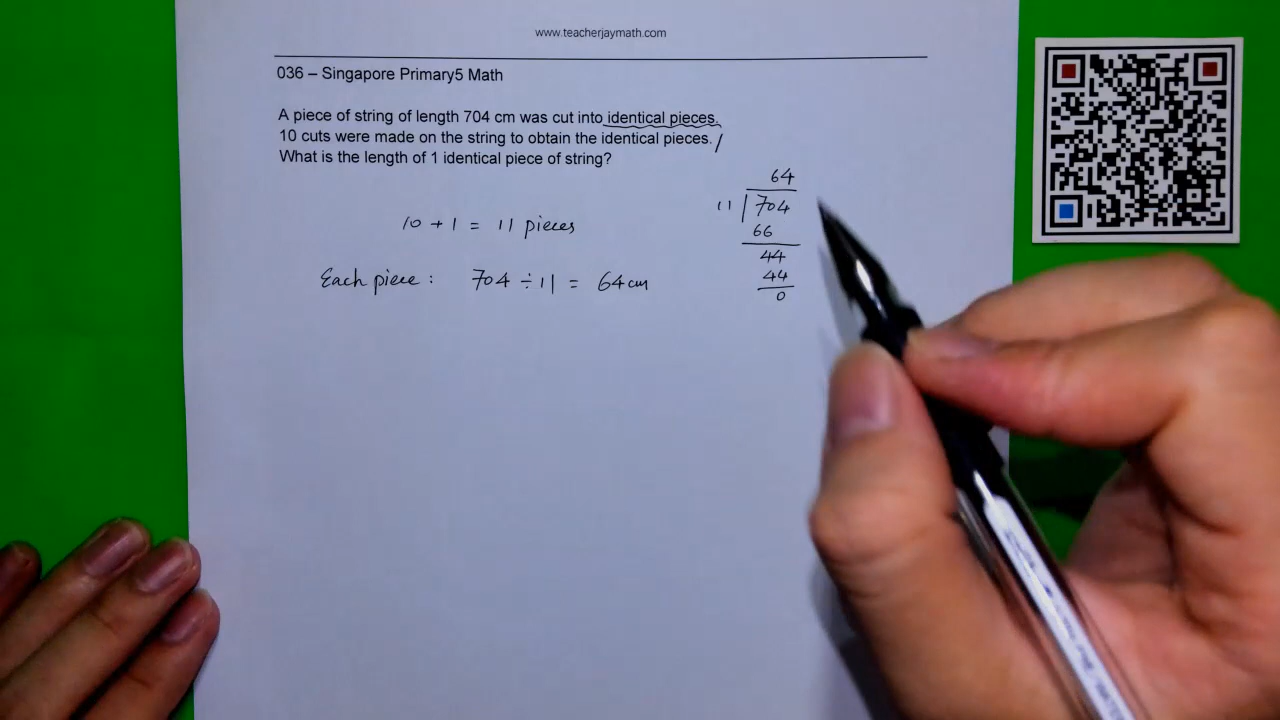 www.teacherjaymath.com
036 – Singapore Primary5 Math
A piece of string of length 704 cm was cut into identical pieces.
10 cuts were made on the string to obtain the identical pieces. /
What is the length of 1 identical piece of string?
10 + 1 = 11 pieces
Each piece : 704 ÷ 11 = 64 cm
64
11 704
66
44
44
0